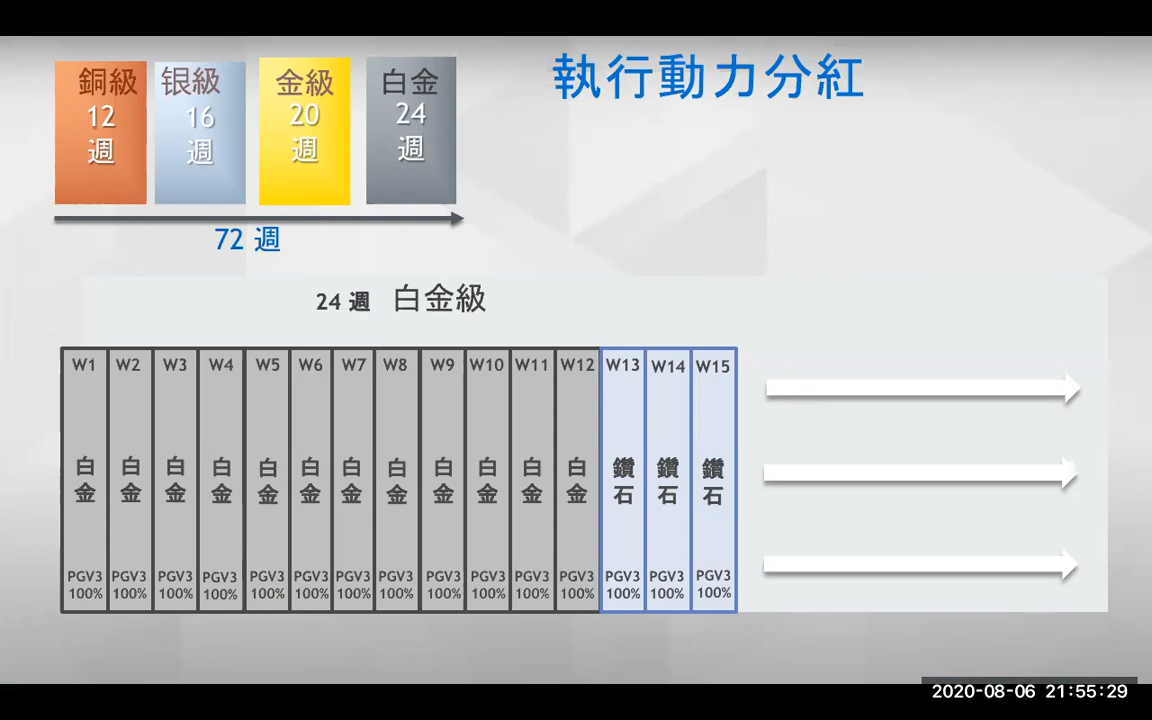 執行動力分紅
銅級
12
週
银級
16
週
金級
20
週
白金
24
週
72 週
24 週 白金級
W1 W2 W3 W4 W5 W6 W7 W8 W9 W10 W11 W12 W13 W14 W15
白 白 白 白 白 白 白 白 白 白 白 白 鑽 鑽 鑽
金 金 金 金 金 金 金 金 金 金 金 金 石 石 石
PGV3 PGV3 PGV3 PGV3 PGV3 PGV3 PGV3 PGV3 PGV3 PGV3 PGV3 PGV3 PGV3 PGV3 PGV3
100% 100% 100% 100% 100% 100% 100% 100% 100% 100% 100% 100% 100% 100% 100%
2020-08-06 21:55:29